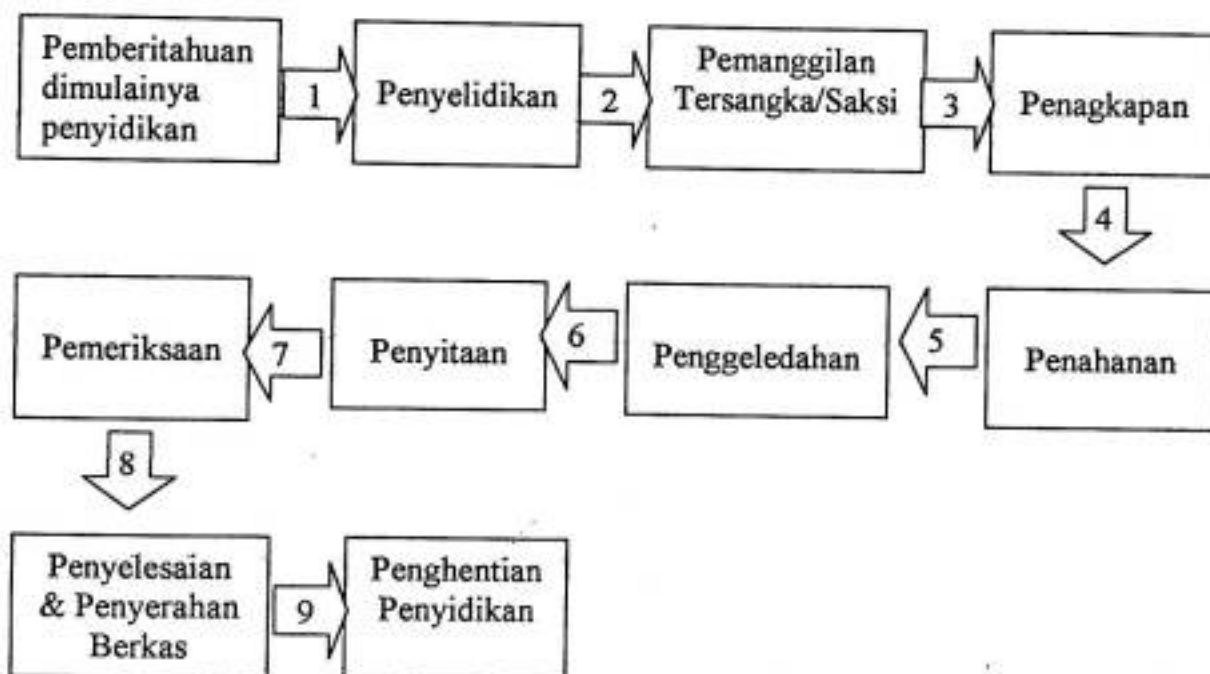 Pemberitahuan
dimulainya
penyidikan
1
Penyelidikan
2
Pemanggilan
Tersangka/Saksi
3
Penagkapan
4
Penahanan
5
Penggeledahan
6
Penyitaan
7
Pemeriksaan
8
Penyelesaian
& Penyerahan
Berkas
9
Penghentian
Penyidikan